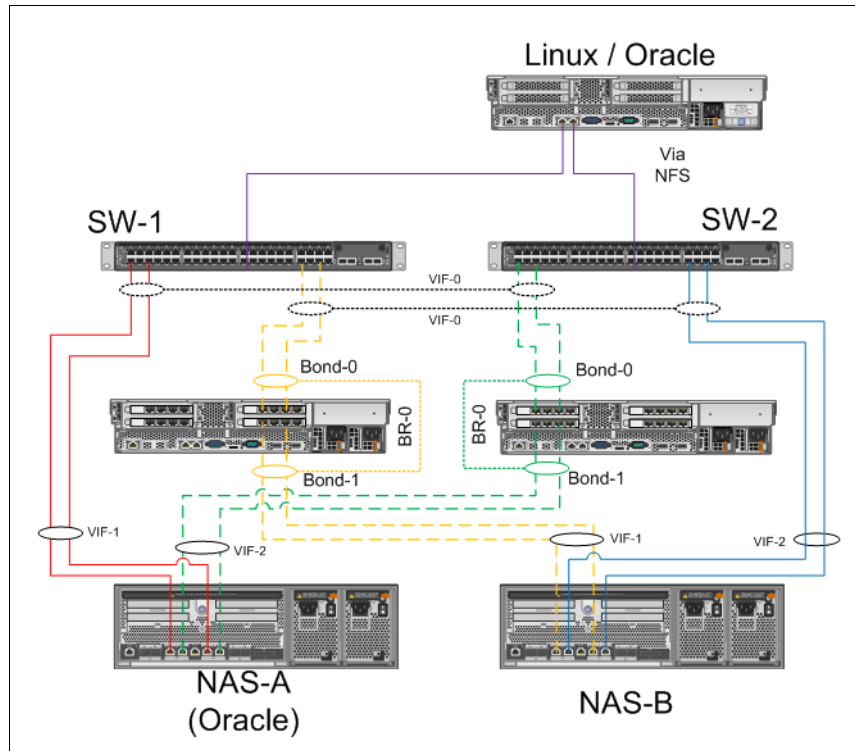 Linux / Oracle
Via
NFS
SW-1
SW-2
VIF-0
VIF-0
Bond-0
Bond-0
BR-0
BR-0
Bond-1
Bond-1
VIF-1
VIF-2
VIF-1
VIF-2
NAS-A
(Oracle)
NAS-B